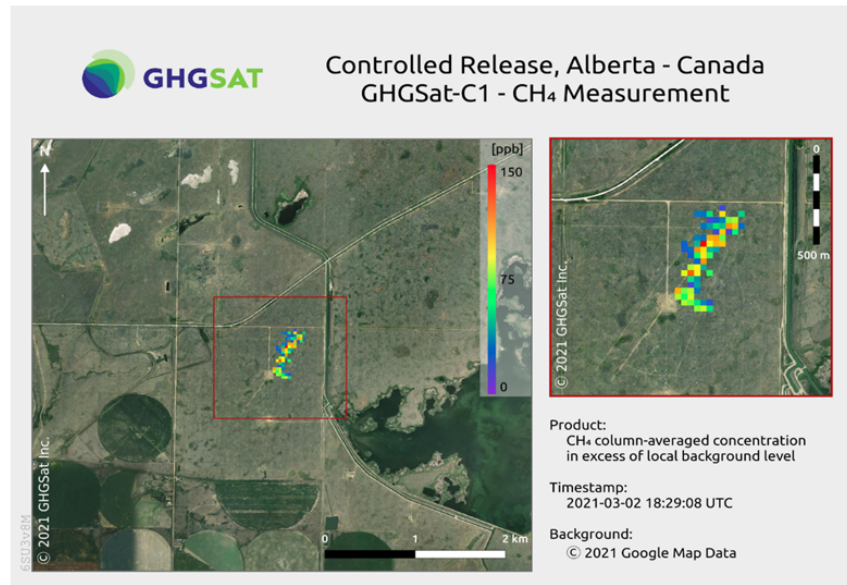 GHGSAT
Controlled Release, Alberta - Canada
GHGSat-C1 - CH₄ Measurement
N
[ppb]
150
75
0
0
500 m
© 2021 GHGSat Inc.
© 2021 GHGSat Inc.
6SU3v8M
0 1 2 km
Product:
CH₄ column-averaged concentration
in excess of local background level
Timestamp:
2021-03-02 18:29:08 UTC
Background:
© 2021 Google Map Data